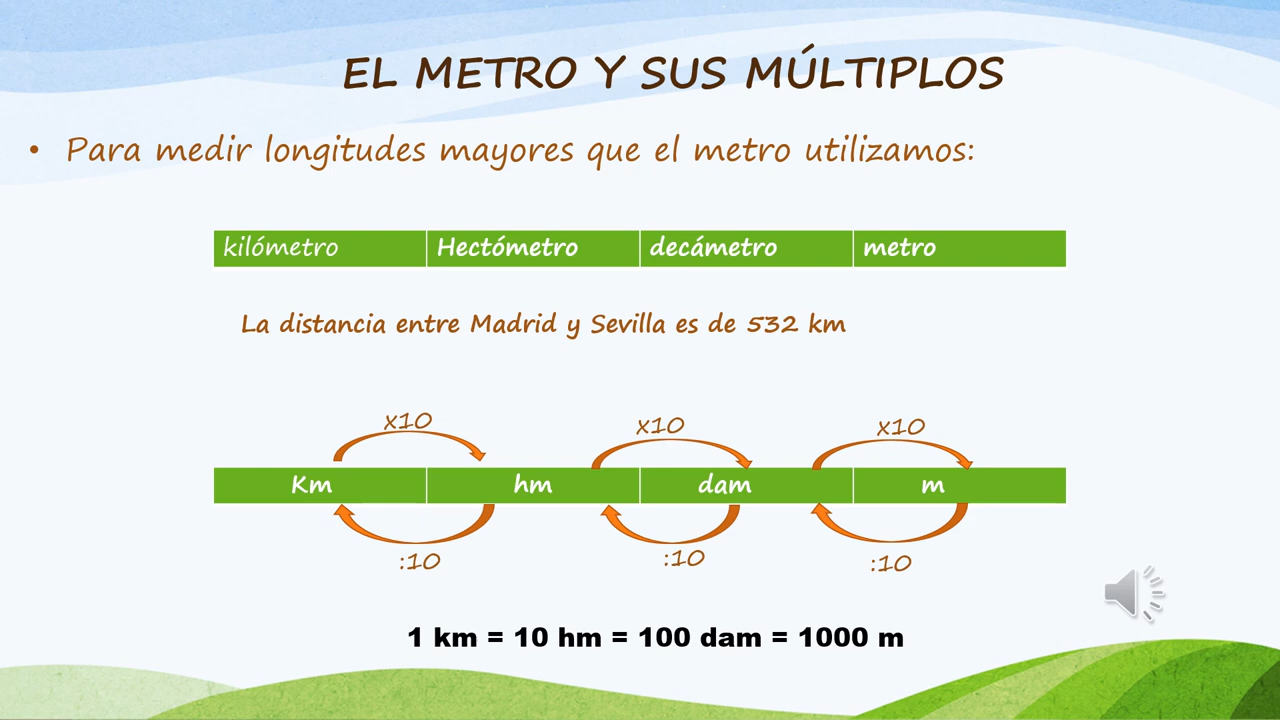 EL METRO Y SUS MÚLTIPLOS
• Para medir longitudes mayores que el metro utilizamos:
kilómetro Hectómetro decámetro metro
La distancia entre Madrid y Sevilla es de 532 km
x10 x10 x10
Km hm dam m
:10 :10 :10
1 km = 10 hm = 100 dam = 1000 m